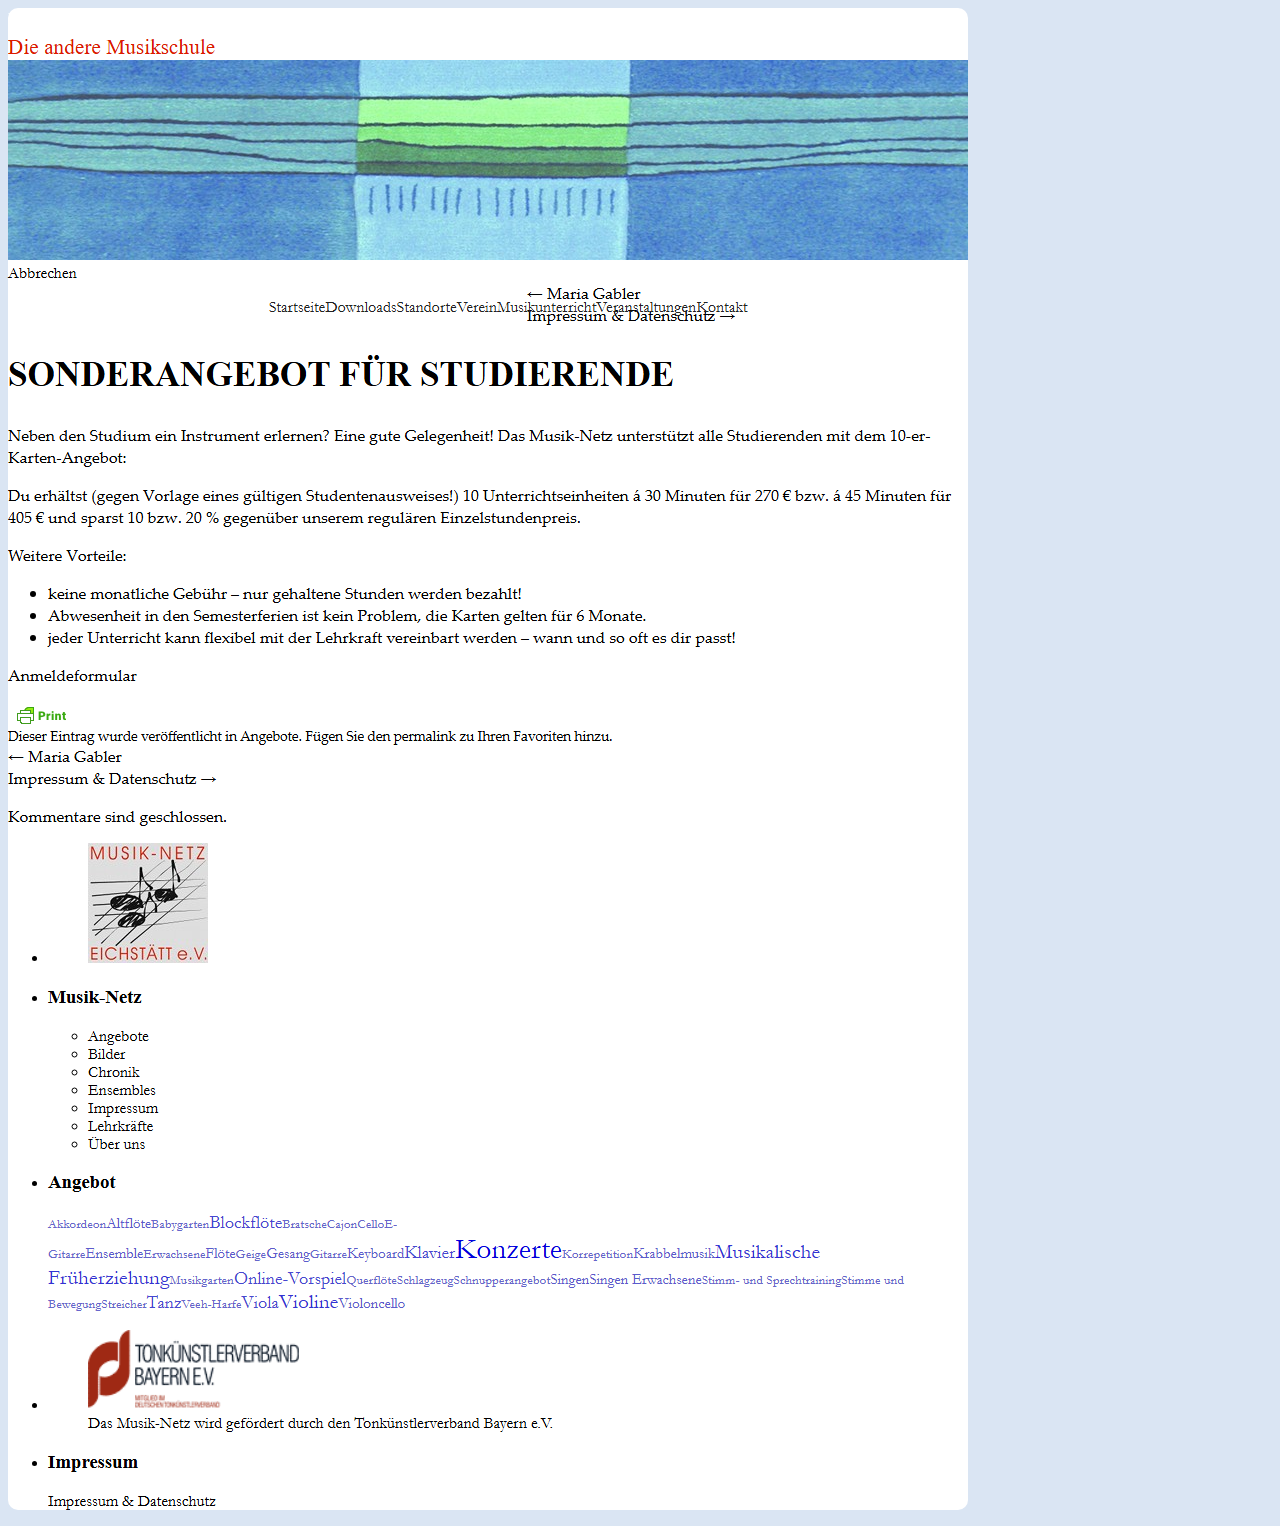 Die andere Musikschule
Abbrechen
← Maria Gabler
StartseiteDownloadsStandorteVereinMusikunterrichtVeranstaltungenKontakt
Impressum & Datenschutz →
SONDERANGEBOT FÜR STUDIERENDE
Neben den Studium ein Instrument erlernen? Eine gute Gelegenheit! Das Musik-Netz unterstützt alle Studierenden mit dem 10-er-
Karten-Angebot:
Du erhältst (gegen Vorlage eines gültigen Studentenausweises!) 10 Unterrichtseinheiten á 30 Minuten für 270 € bzw. á 45 Minuten für
405 € und sparst 10 bzw. 20 % gegenüber unserem regulären Einzelstundenpreis.
Weitere Vorteile:
keine monatliche Gebühr – nur gehaltene Stunden werden bezahlt!
Abwesenheit in den Semesterferien ist kein Problem, die Karten gelten für 6 Monate.
jeder Unterricht kann flexibel mit der Lehrkraft vereinbart werden – wann und so oft es dir passt!
Anmeldeformular
Print
Dieser Eintrag wurde veröffentlicht in Angebote. Fügen Sie den permalink zu Ihren Favoriten hinzu.
← Maria Gabler
Impressum & Datenschutz →
Kommentare sind geschlossen.
MUSIK-NETZ
EICHSTÄTT e.V.
Musik-Netz
Angebote
Bilder
Chronik
Ensembles
Impressum
Lehrkräfte
Über uns
Angebot
AkkordeonAltflöteBabygartenBlockflöteBratscheCajonCelloE-
GitarreEnsembleErwachseneFlöteGeigeGesangGitarreKeyboardKlavierKonzerteKorrepetitionKrabbelmusikMusikalische
FrüherziehungMusikgartenOnline-VorspielQuerflöteSchlagzeugSchnupperangebotSingenSingen ErwachseneStimm- und SprechtrainingStimme und
BewegungStreicherTanzVeeh-HarfeViolaViolineVioloncello
TONKÜNSTLERVERBAND
BAYERN E.V.
MITGLIED IM
DEUTSCHEN TONKÜNSTLERVERBAND
Das Musik-Netz wird gefördert durch den Tonkünstlerverband Bayern e.V.
Impressum
Impressum & Datenschutz